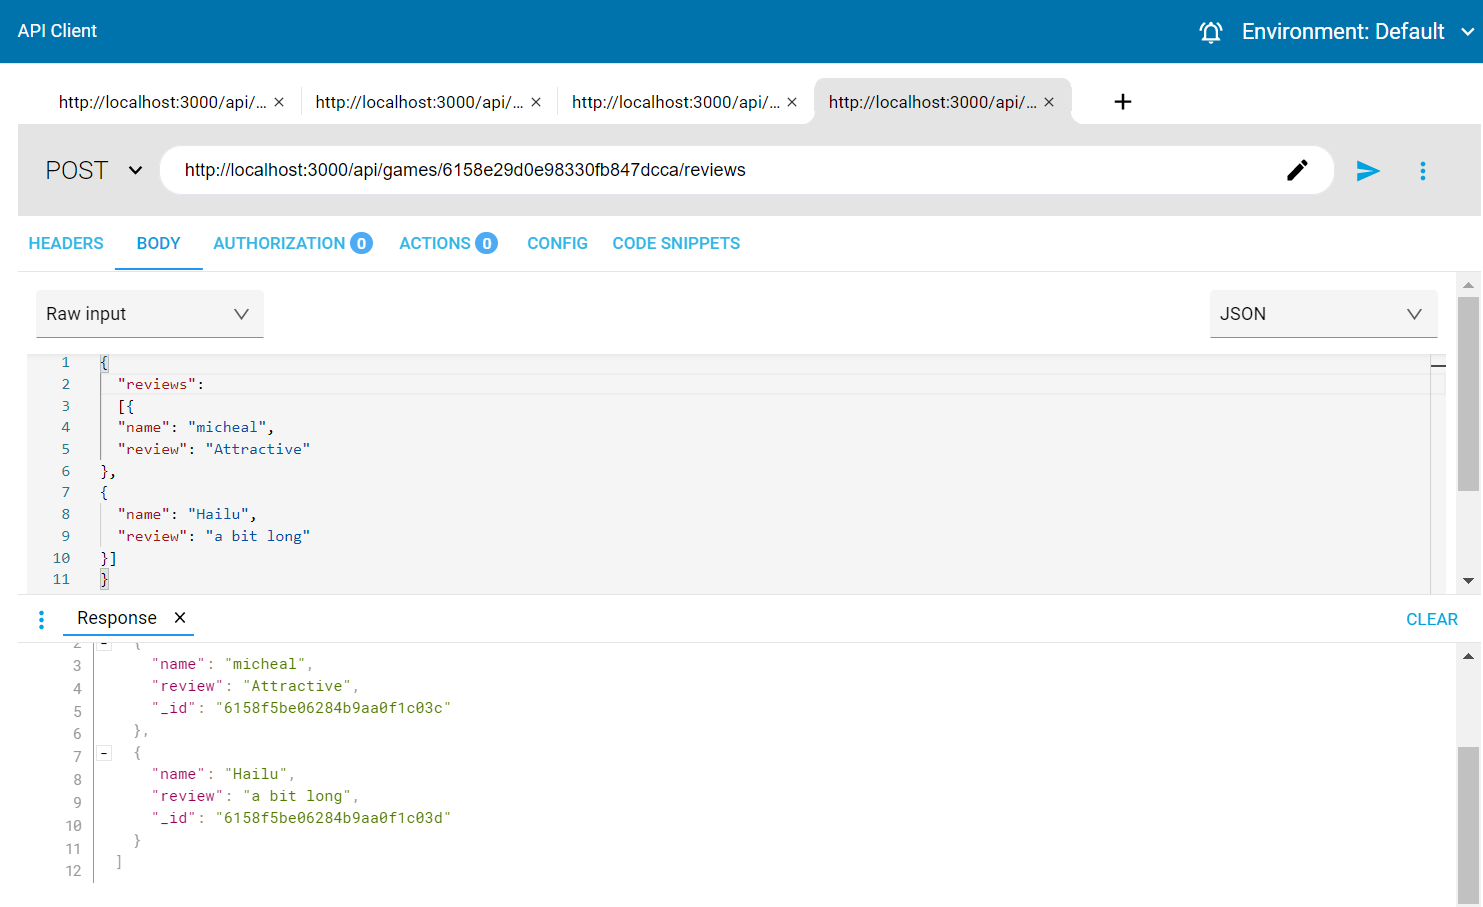 API Client
Environment: Default
http://localhost:3000/api/... × http://localhost:3000/api/... × http://localhost:3000/api/... × http://localhost:3000/api/... × +
POST http://localhost:3000/api/games/6158e29d0e98330fb847dcca/reviews
HEADERS BODY AUTHORIZATION 0 ACTIONS 0 CONFIG CODE SNIPPETS
Raw input JSON
1 {
2 "reviews":
3 [{
4 "name": "micheal",
5 "review": "Attractive"
6 },
7 {
8 "name": "Hailu",
9 "review": "a bit long"
10 }]
11 }
Response × CLEAR
2 - {
3 "name": "micheal",
4 "review": "Attractive",
5 "_id": "6158f5be06284b9aa0f1c03c"
6 },
7 - {
8 "name": "Hailu",
9 "review": "a bit long",
10 "_id": "6158f5be06284b9aa0f1c03d"
11 }
12 ]